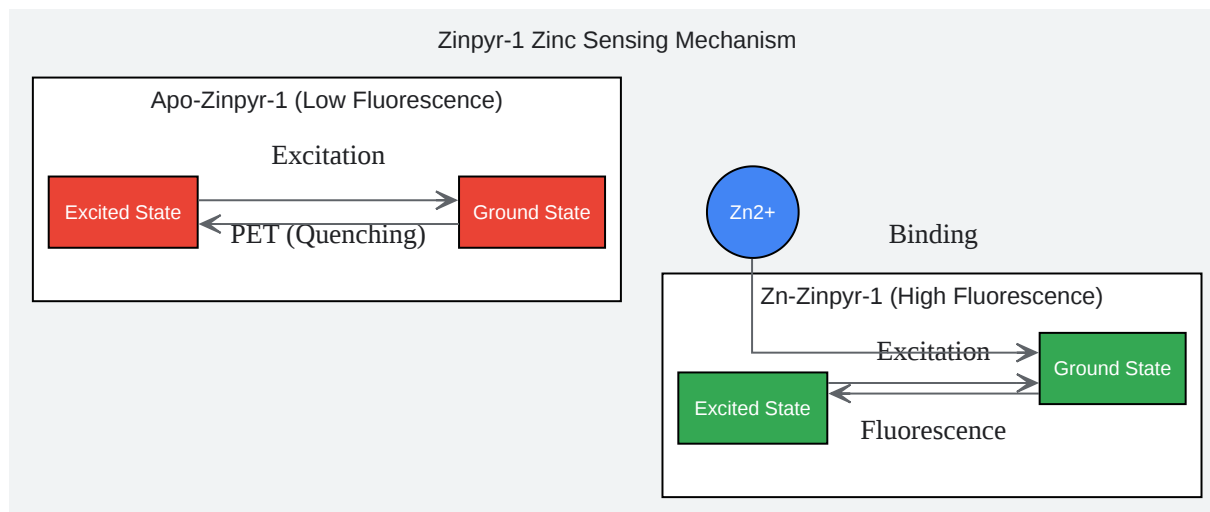 Zinpyr-1 Zinc Sensing Mechanism
Apo-Zinpyr-1 (Low Fluorescence)
Excitation
Excited State
Ground State
PET (Quenching)
Zn2+
Binding
Zn-Zinpyr-1 (High Fluorescence)
Excitation
Ground State
Excited State
Fluorescence